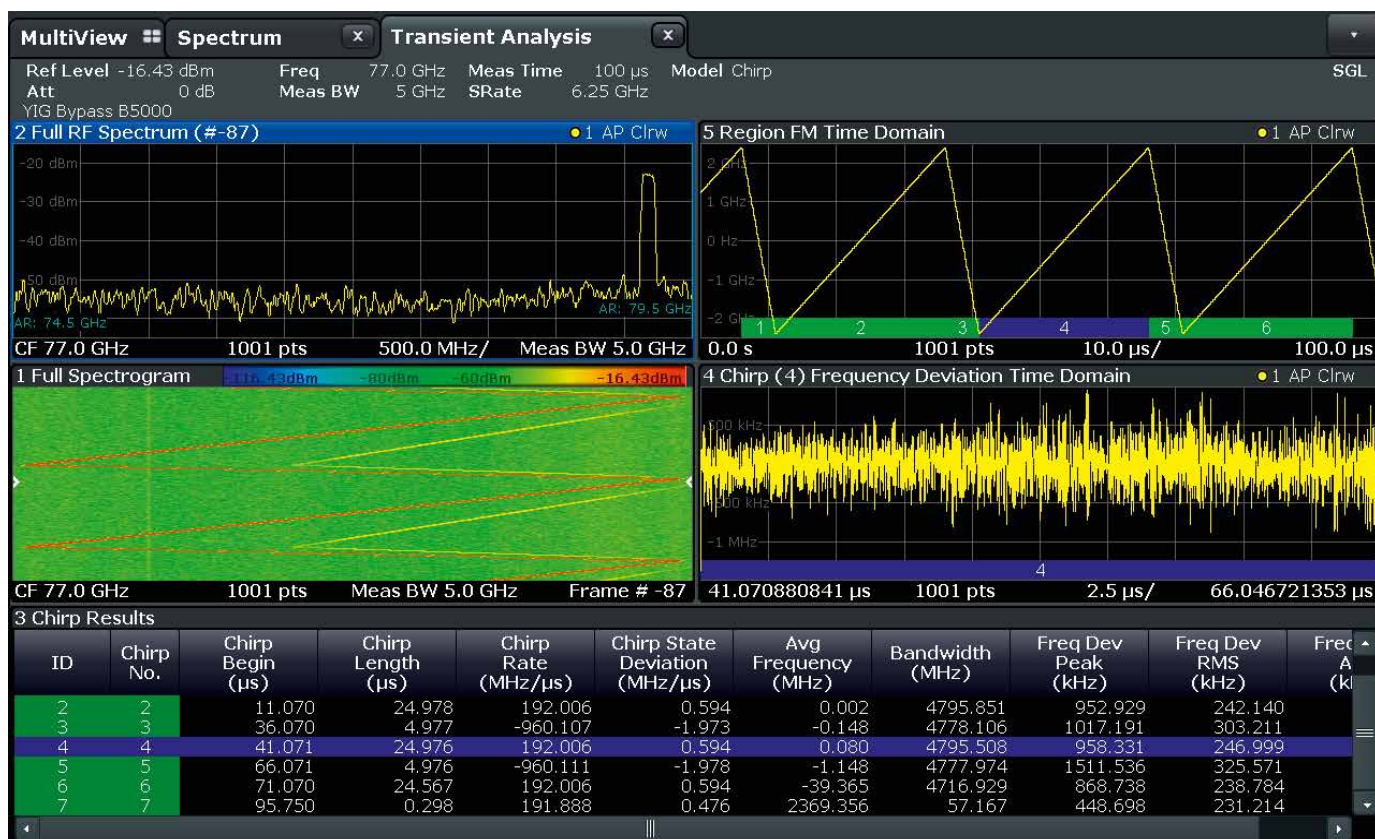 MultiView Spectrum x Transient Analysis x
Ref Level -16.43 dBm Freq 77.0 GHz Meas Time 100 µs Model Chirp SGL
Att 0 dB Meas BW 5 GHz SRate 6.25 GHz
YIG Bypass B5000
2 Full RF Spectrum (#-87) 1 AP Clrw
-20 dBm
-30 dBm
-40 dBm
-50 dBm
AR: 74.5 GHz AR: 79.5 GHz
CF 77.0 GHz 1001 pts 500.0 MHz/ Meas BW 5.0 GHz
5 Region FM Time Domain 1 AP Clrw
2 GHz
1 GHz
0 Hz
-1 GHz
-2 GHz
1 2 3 4 5 6
0.0 s 1001 pts 10.0 µs/ 100.0 µs
1 Full Spectrogram -116.43dBm -80dBm -60dBm -16.43dBm
CF 77.0 GHz 1001 pts Meas BW 5.0 GHz Frame # -87
4 Chirp (4) Frequency Deviation Time Domain 1 AP Clrw
500 kHz
-500 kHz
-1 MHz
4
41.070880841 µs 1001 pts 2.5 µs/ 66.046721353 µs
3 Chirp Results
ID Chirp No. Chirp Begin (µs) Chirp Length (µs) Chirp Rate (MHz/µs) Chirp State Deviation (MHz/µs) Avg Frequency (MHz) Bandwidth (MHz) Freq Dev Peak (kHz) Freq Dev RMS (kHz)
2 2 11.070 24.978 192.006 0.594 0.002 4795.851 952.929 242.140
3 3 36.070 4.977 -960.107 -1.973 -0.148 4778.106 1017.191 303.211
4 4 41.071 24.976 192.006 0.594 0.080 4795.508 958.331 246.999
5 5 66.071 4.976 -960.111 -1.978 -1.148 4777.974 1511.536 325.571
6 6 71.070 24.567 192.006 0.594 -39.365 4716.929 868.738 238.784
7 7 95.750 0.298 191.888 0.476 2369.356 57.167 448.698 231.214